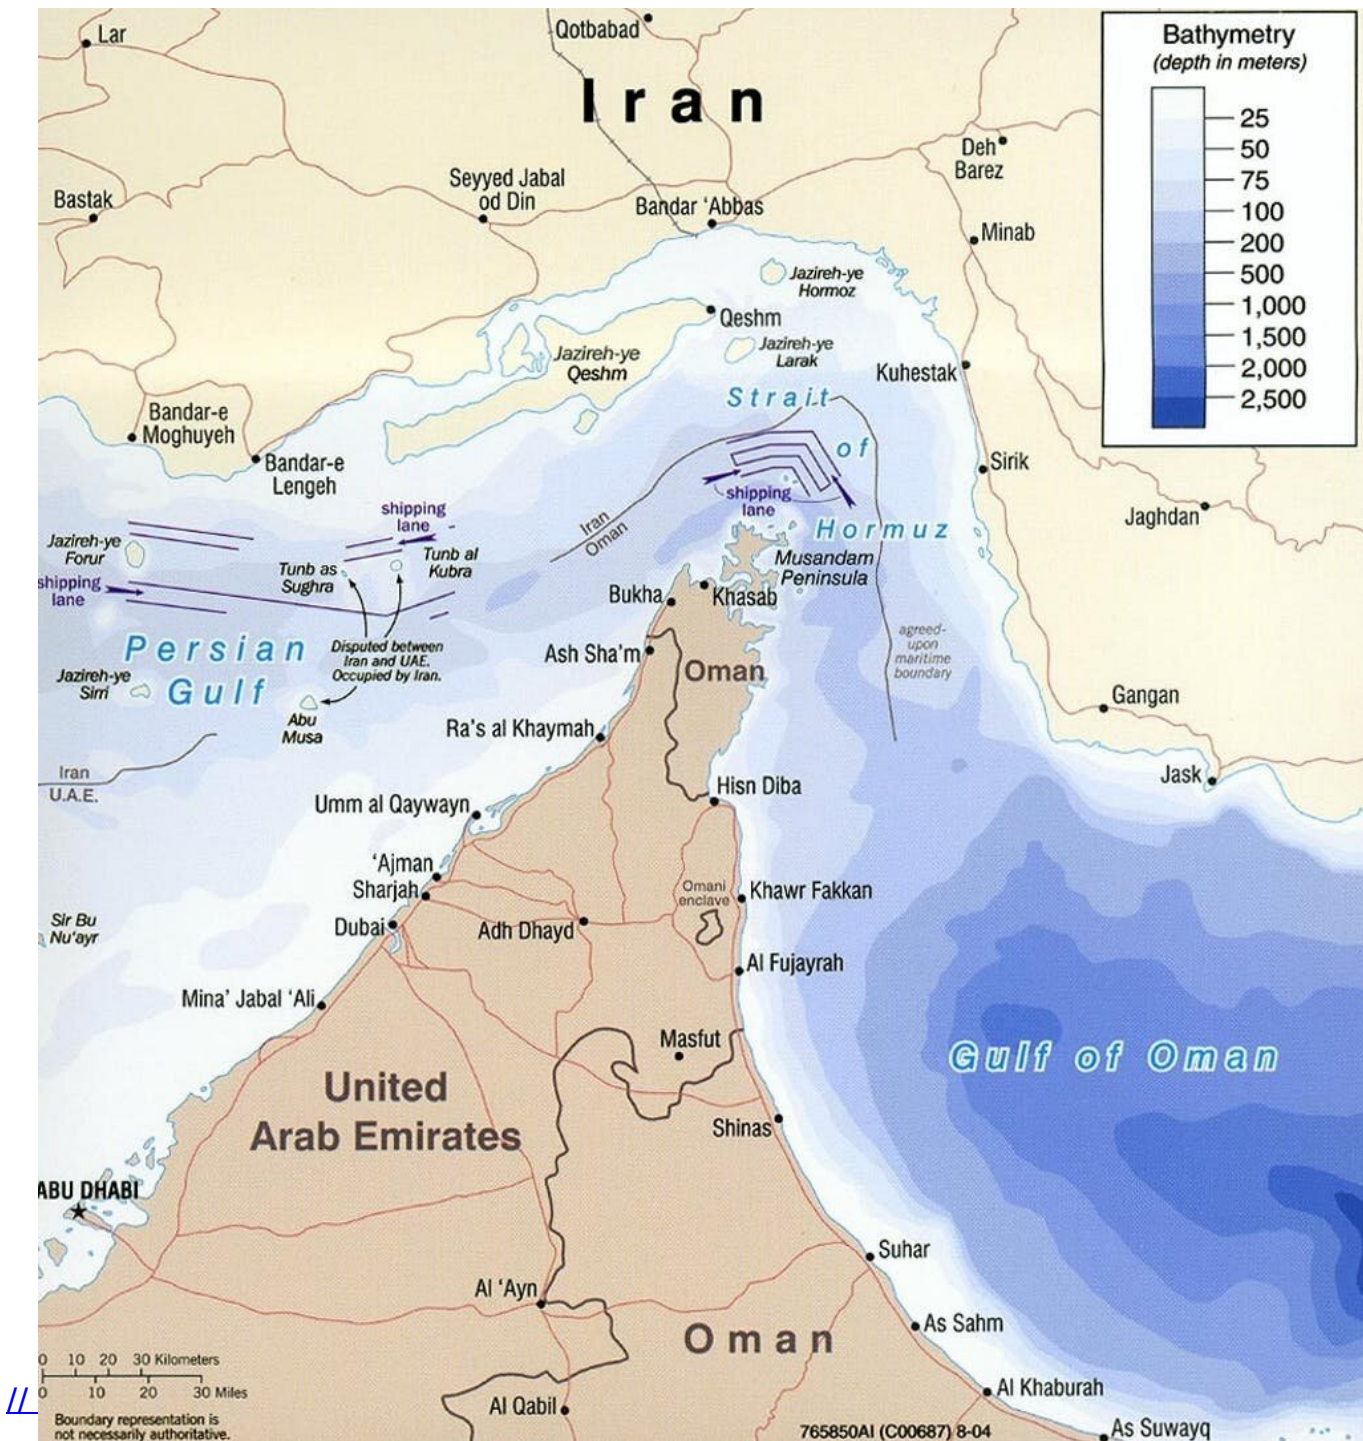 Lar
Qotbabad
Iran
Bathymetry
(depth in meters)
25
50
75
100
200
500
1,000
1,500
2,000
2,500
Deh
Barez
Bastak
Seyyed Jabal
od Din
Bandar ‘Abbas
Minab
Jazireh-ye
Hormoz
Qeshm
Jazireh-ye
Larak
Jazireh-ye
Qeshm
Kuhestak
Strait
of
Hormuz
Bandar-e
Moghuyeh
Bandar-e
Lengeh
Sirik
Jaghdan
shipping
lane
shipping
lane
Iran
Oman
Jazireh-ye
Forur
Tunb as
Sughra
Tunb al
Kubra
shipping
lane
Musandam
Peninsula
Bukha
Khasab
Persian
Gulf
Disputed between
Iran and UAE.
Occupied by Iran.
Ash Sha’m
Oman
agreed-
upon
maritime
boundary
Jazireh-ye
Sirri
Abu
Musa
Gangan
Ra’s al Khaymah
Iran
U.A.E.
Jask
Hisn Diba
Umm al Qaywayn
‘Ajman
Sharjah
Dubai
Adh Dhayd
Omani
enclave
Khawr Fakkan
Sir Bu
Nu’ayr
Al Fujayrah
Mina’ Jabal ‘Ali
Masfut
Gulf of Oman
United
Arab Emirates
Shinas
ABU DHABI
Suhar
Al ‘Ayn
As Sahm
Oman
0 10 20 30 Kilometers
0 10 20 30 Miles
//
Al Khaburah
Al Qabil
Boundary representation is
not necessarily authoritative.
765850AI (C00687) 8-04
As Suwayq